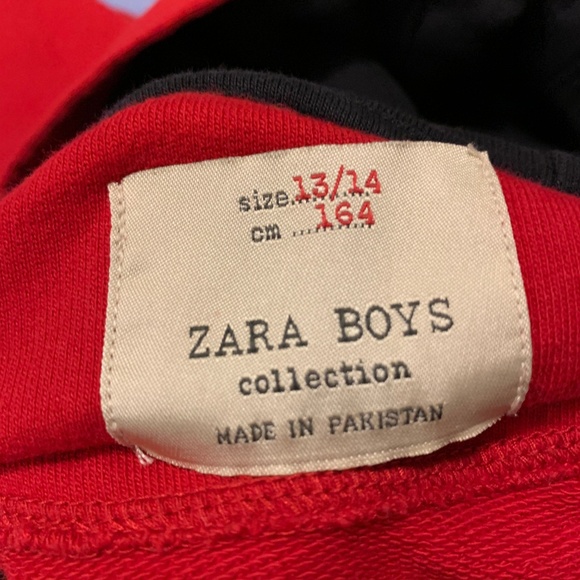 size 13/14
cm 164
ZARA BOYS
collection
MADE IN PAKISTAN